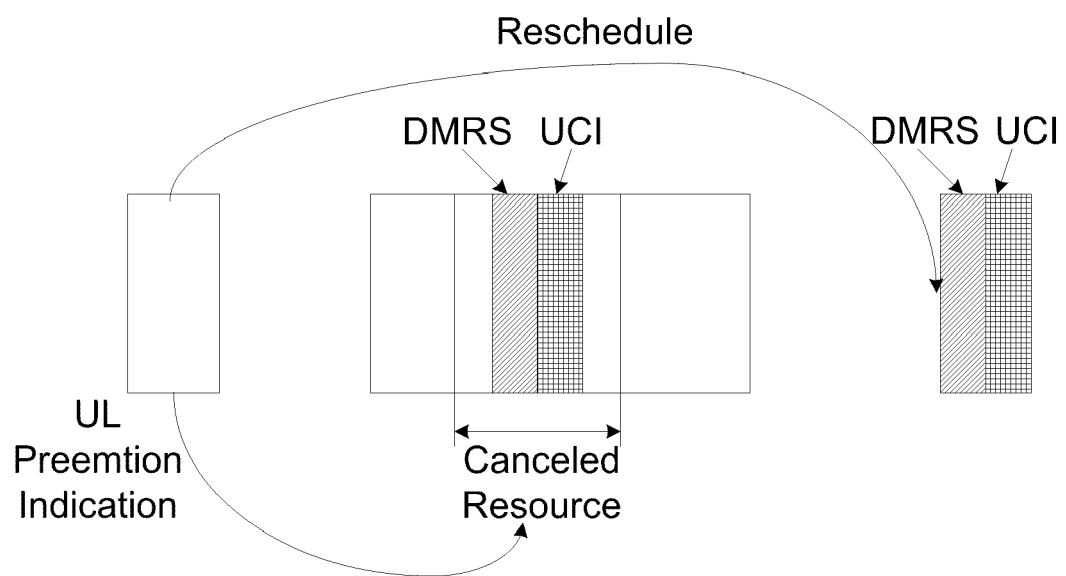 Reschedule
DMRS UCI
DMRS UCI
UL
Preemtion
Indication
Canceled
Resource